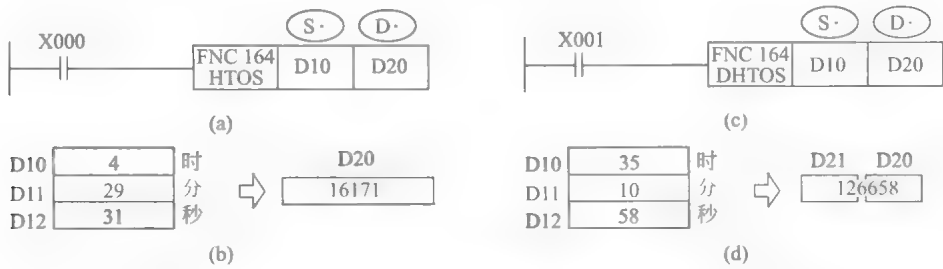 S· D·
X000
FNC 164 HTOS D10 D20
(a)
D10 4 时
D11 29 分
D12 31 秒
D20
16171
(b)
S· D·
X001
FNC 164 DHTOS D10 D20
(c)
D10 35 时
D11 10 分
D12 58 秒
D21 D20
126658
(d)